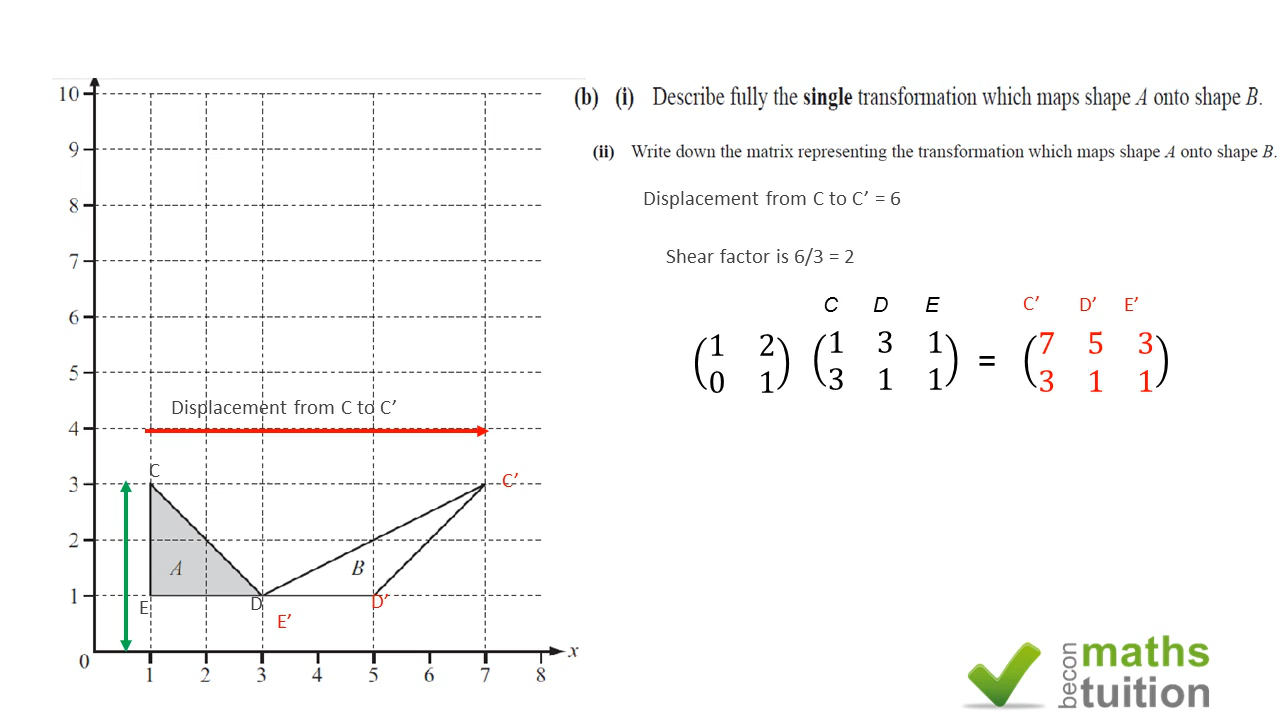 (b) (i) Describe fully the single transformation which maps shape A onto shape B.
(ii) Write down the matrix representing the transformation which maps shape A onto shape B.
Displacement from C to C’ = 6
Shear factor is 6/3 = 2
C D E C’ D’ E’
(1 2) (1 3 1) = (7 5 3)
(0 1) (3 1 1) (3 1 1)
10
9
8
7
6
5
Displacement from C to C’
4
C
3 C’
2
A B
1
E D D’
E’
0 x
1 2 3 4 5 6 7 8
becon maths tuition